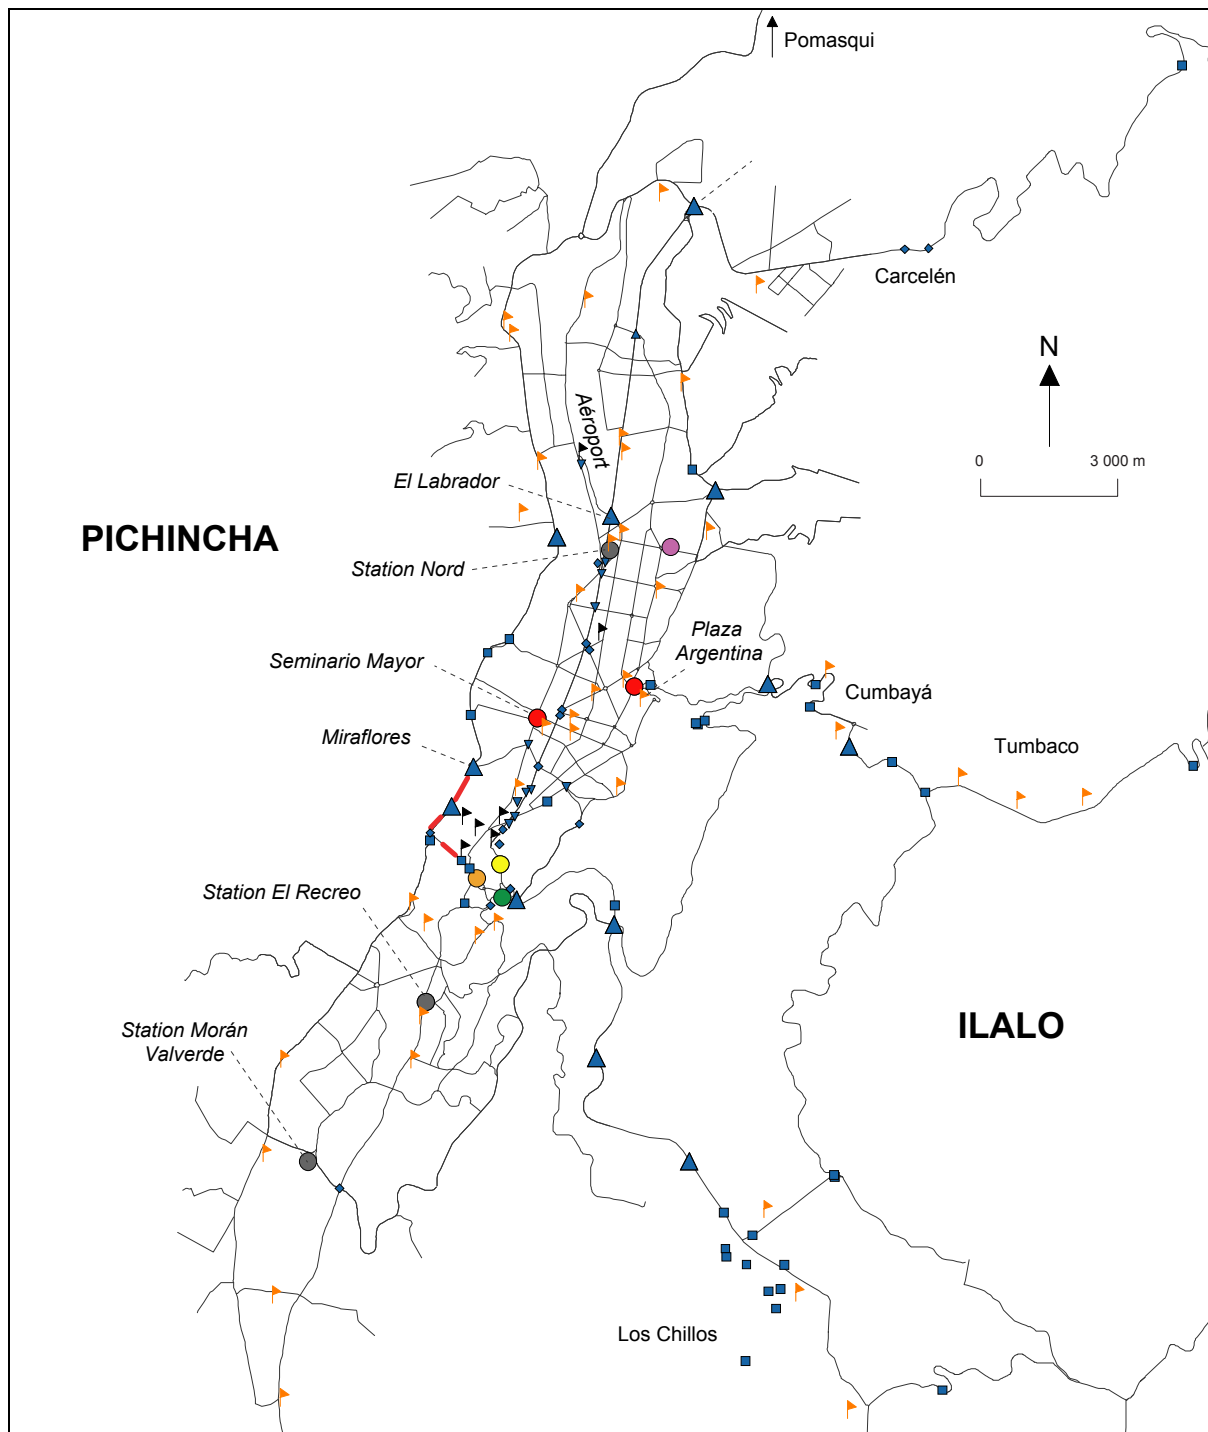 Pomasqui
Carcelén
N
Aéroport
0
3 000 m
El Labrador
PICHINCHA
Station Nord
Plaza
Argentina
Seminario Mayor
Cumbayá
Miraflores
Tumbaco
Station El Recreo
ILALO
Station Morán
Valverde
Los Chillos